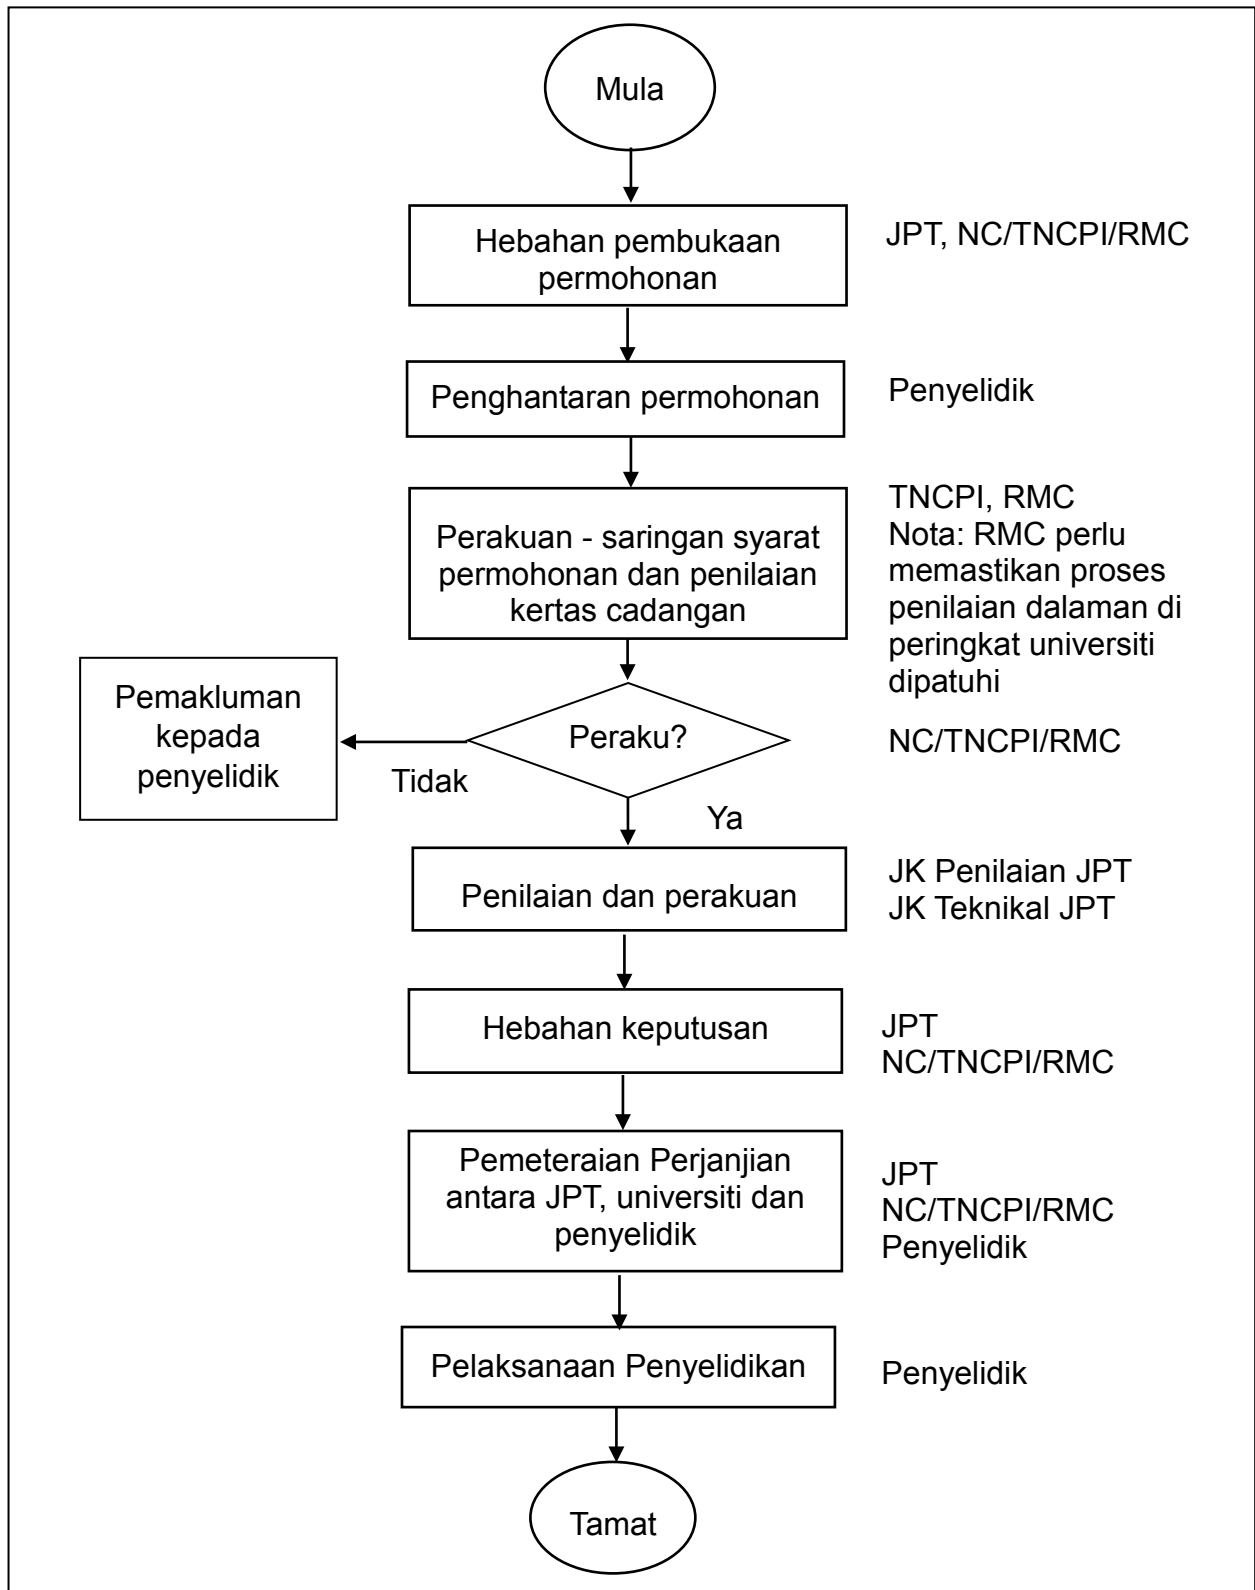 Mula
Hebahan pembukaan
permohonan
JPT, NC/TNCPI/RMC
Penghantaran permohonan
Penyelidik
Perakuan - saringan syarat
permohonan dan penilaian
kertas cadangan
TNCPI, RMC
Nota: RMC perlu
memastikan proses
penilaian dalaman di
peringkat universiti
dipatuhi
Pemakluman
kepada
penyelidik
Tidak
Peraku?
NC/TNCPI/RMC
Ya
Penilaian dan perakuan
JK Penilaian JPT
JK Teknikal JPT
Hebahan keputusan
JPT
NC/TNCPI/RMC
Pemeteraian Perjanjian
antara JPT, universiti dan
penyelidik
JPT
NC/TNCPI/RMC
Penyelidik
Pelaksanaan Penyelidikan
Penyelidik
Tamat